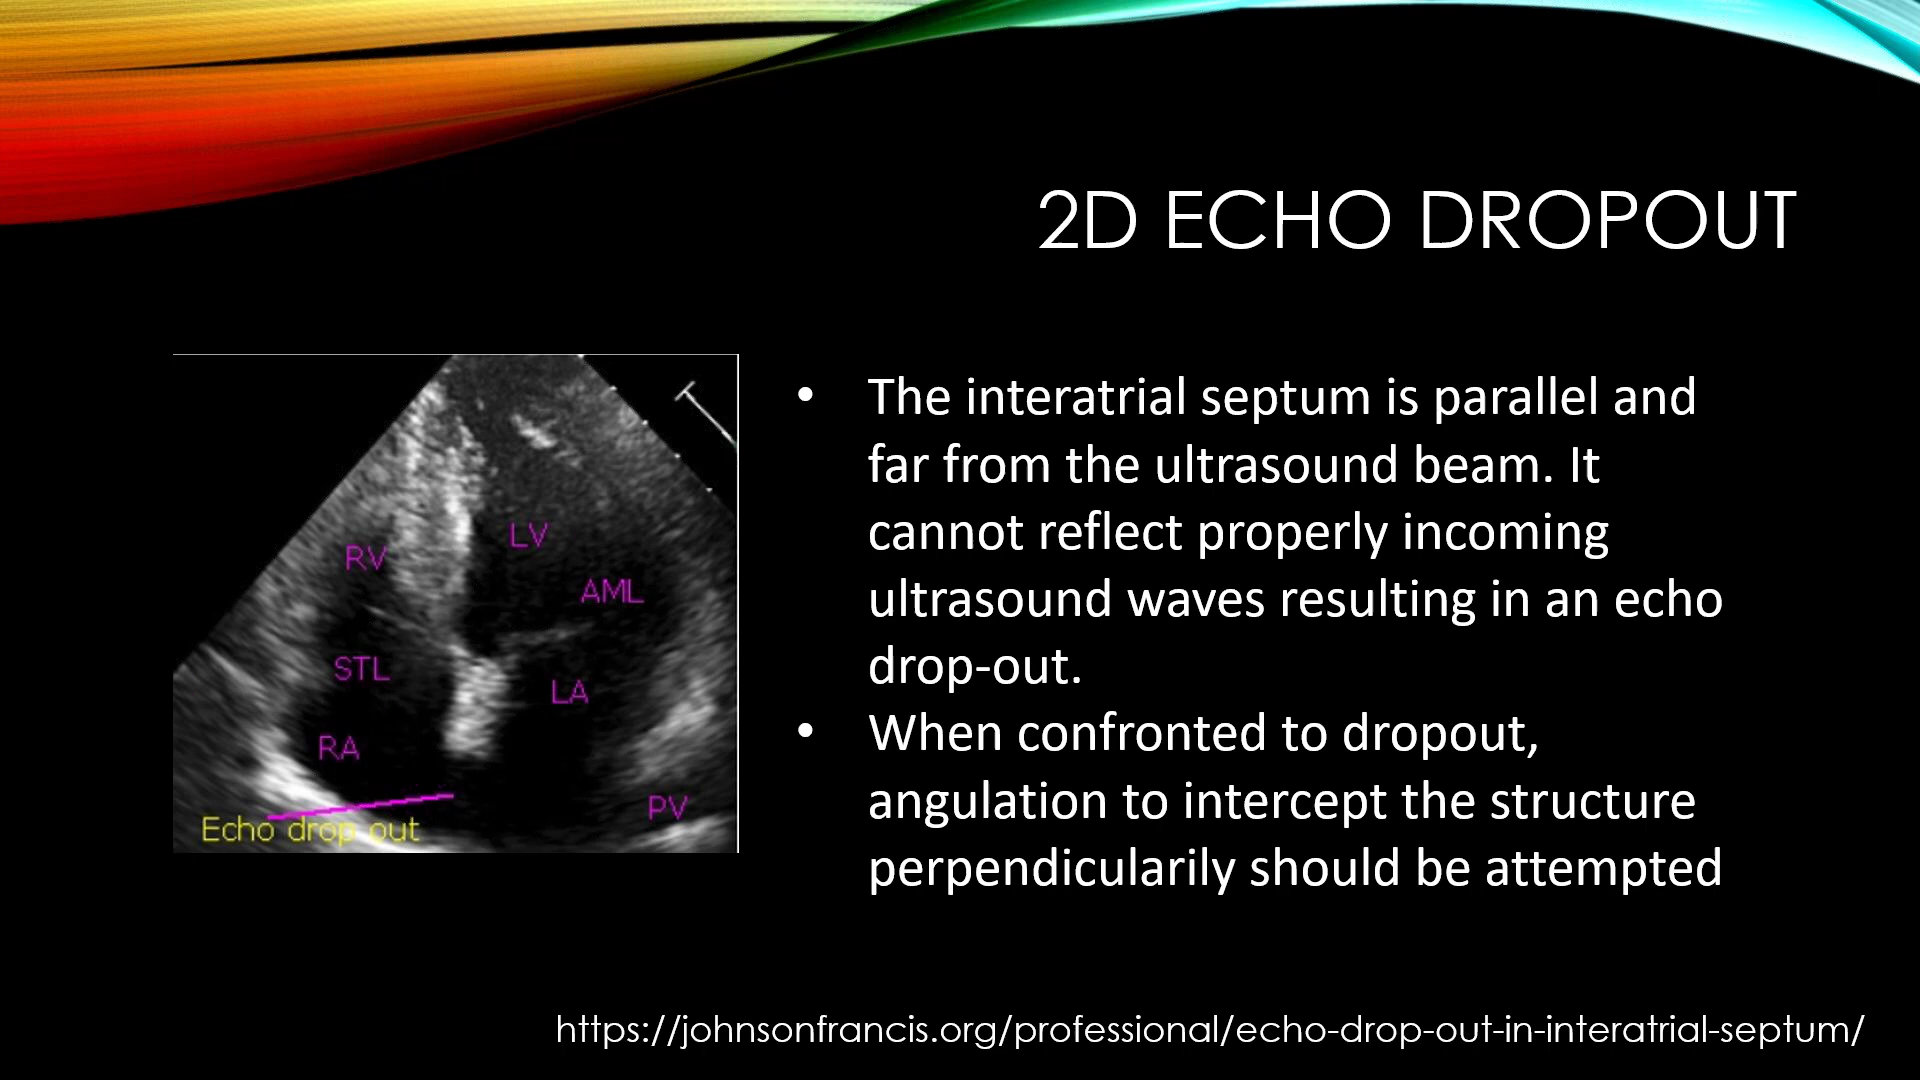 2D ECHO DROPOUT
RV
LV
AML
STL
LA
RA
PV
Echo drop out
• The interatrial septum is parallel and
far from the ultrasound beam. It
cannot reflect properly incoming
ultrasound waves resulting in an echo
drop-out.
• When confronted to dropout,
angulation to intercept the structure
perpendicularily should be attempted
https://johnsonfrancis.org/professional/echo-drop-out-in-interatrial-septum/